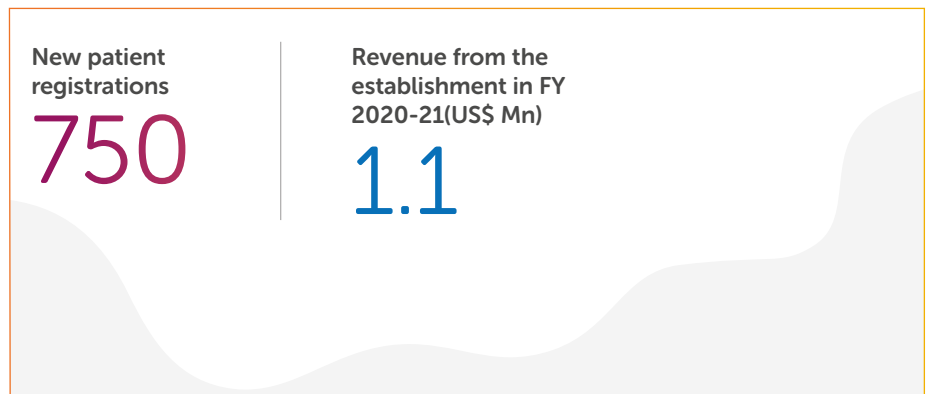 New patient
registrations
750
Revenue from the
establishment in FY
2020-21(US$ Mn)
1.1